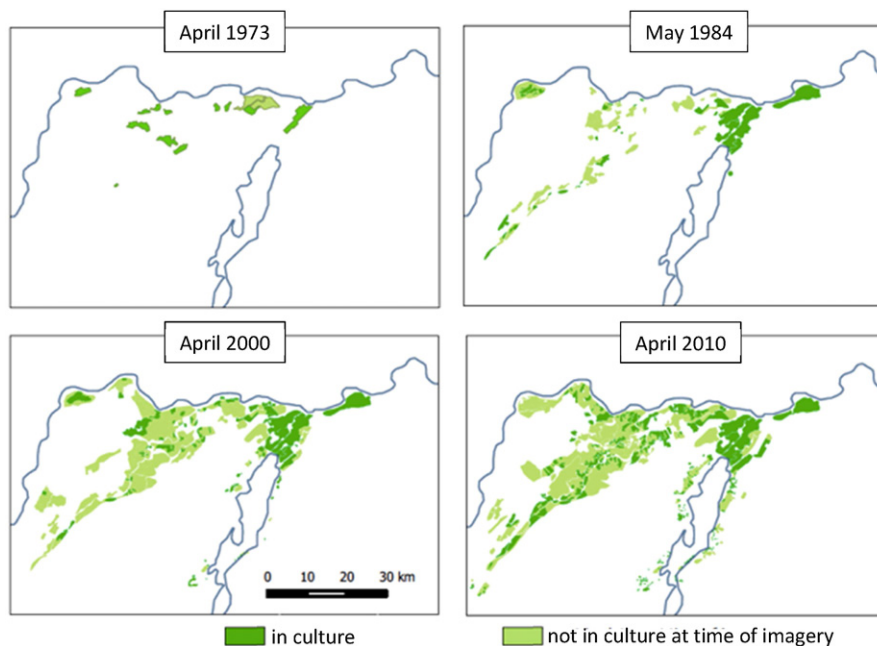 April 1973
May 1984
April 2000
April 2010
0 10 20 30 km
in culture
not in culture at time of imagery